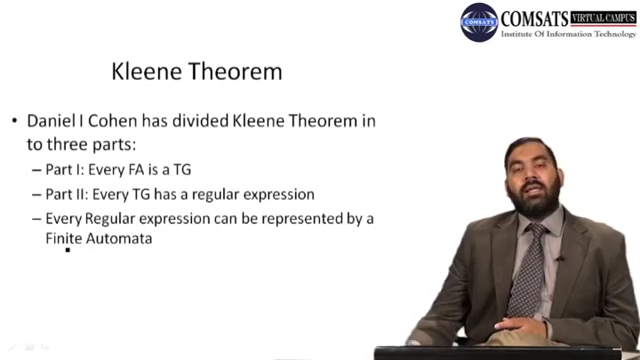 COMSATS VIRTUAL CAMPUS
Institute Of Information Technology
COMSATS
Kleene Theorem
• Daniel I Cohen has divided Kleene Theorem in
to three parts:
– Part I: Every FA is a TG
– Part II: Every TG has a regular expression
– Every Regular expression can be represented by a
Finite Automata